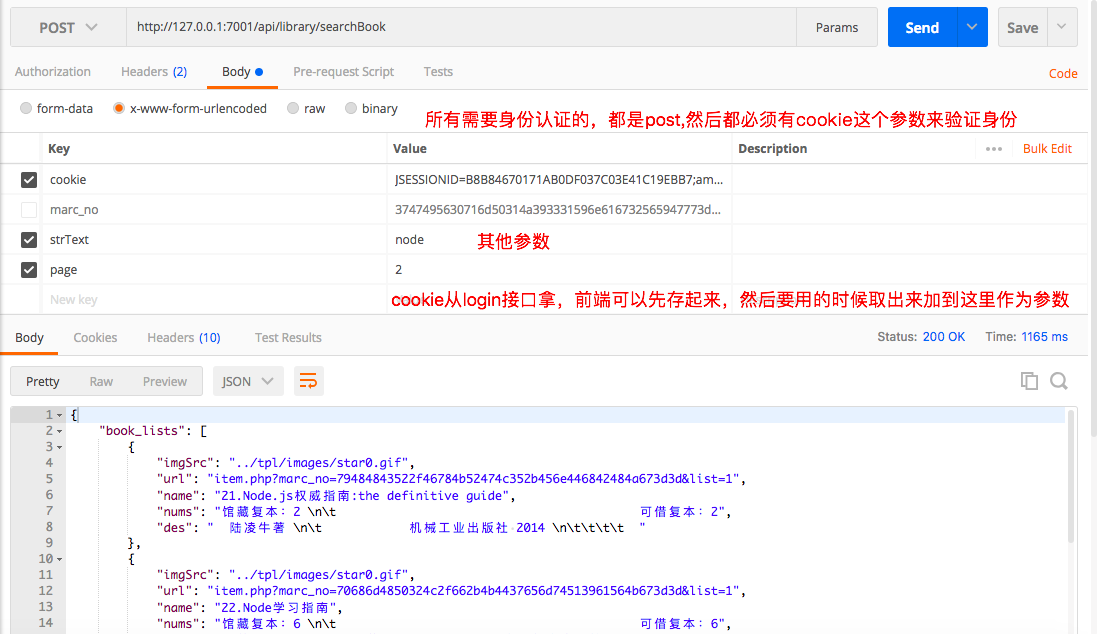 POST http://127.0.0.1:7001/api/library/searchBook Params Send Save
Authorization Headers (2) Body Pre-request Script Tests Code
form-data x-www-form-urlencoded raw binary
所有需要身份认证的，都是post,然后都必须有cookie这个参数来验证身份
Key Value Description Bulk Edit
cookie JSESSIONID=B8B84670171AB0DF037C03E41C19EBB7;am...
marc_no 3747495630716d50314a393331596e616732565947773d...
strText node 其他参数
page 2
New key cookie从login接口拿，前端可以先存起来，然后要用的时候取出来加到这里作为参数
Body Cookies Headers (10) Test Results Status: 200 OK Time: 1165 ms
Pretty Raw Preview JSON
1 {
2 "book_lists": [
3 {
4 "imgSrc": "../tpl/images/star0.gif",
5 "url": "item.php?marc_no=79484843522f46784b52474c352b456e446842484a673d3d&list=1",
6 "name": "21.Node.js权威指南:the definitive guide",
7 "nums": "馆藏复本：2 \n\t 可借复本：2",
8 "des": " 陆凌牛著 \n\t 机械工业出版社 2014 \n\t\t\t\t "
9 },
10 {
11 "imgSrc": "../tpl/images/star0.gif",
12 "url": "item.php?marc_no=70686d4850324c2f662b4b4437656d74513961564b673d3d&list=1",
13 "name": "22.Node学习指南",
14 "nums": "馆藏复本：6 \n\t 可借复本：6",